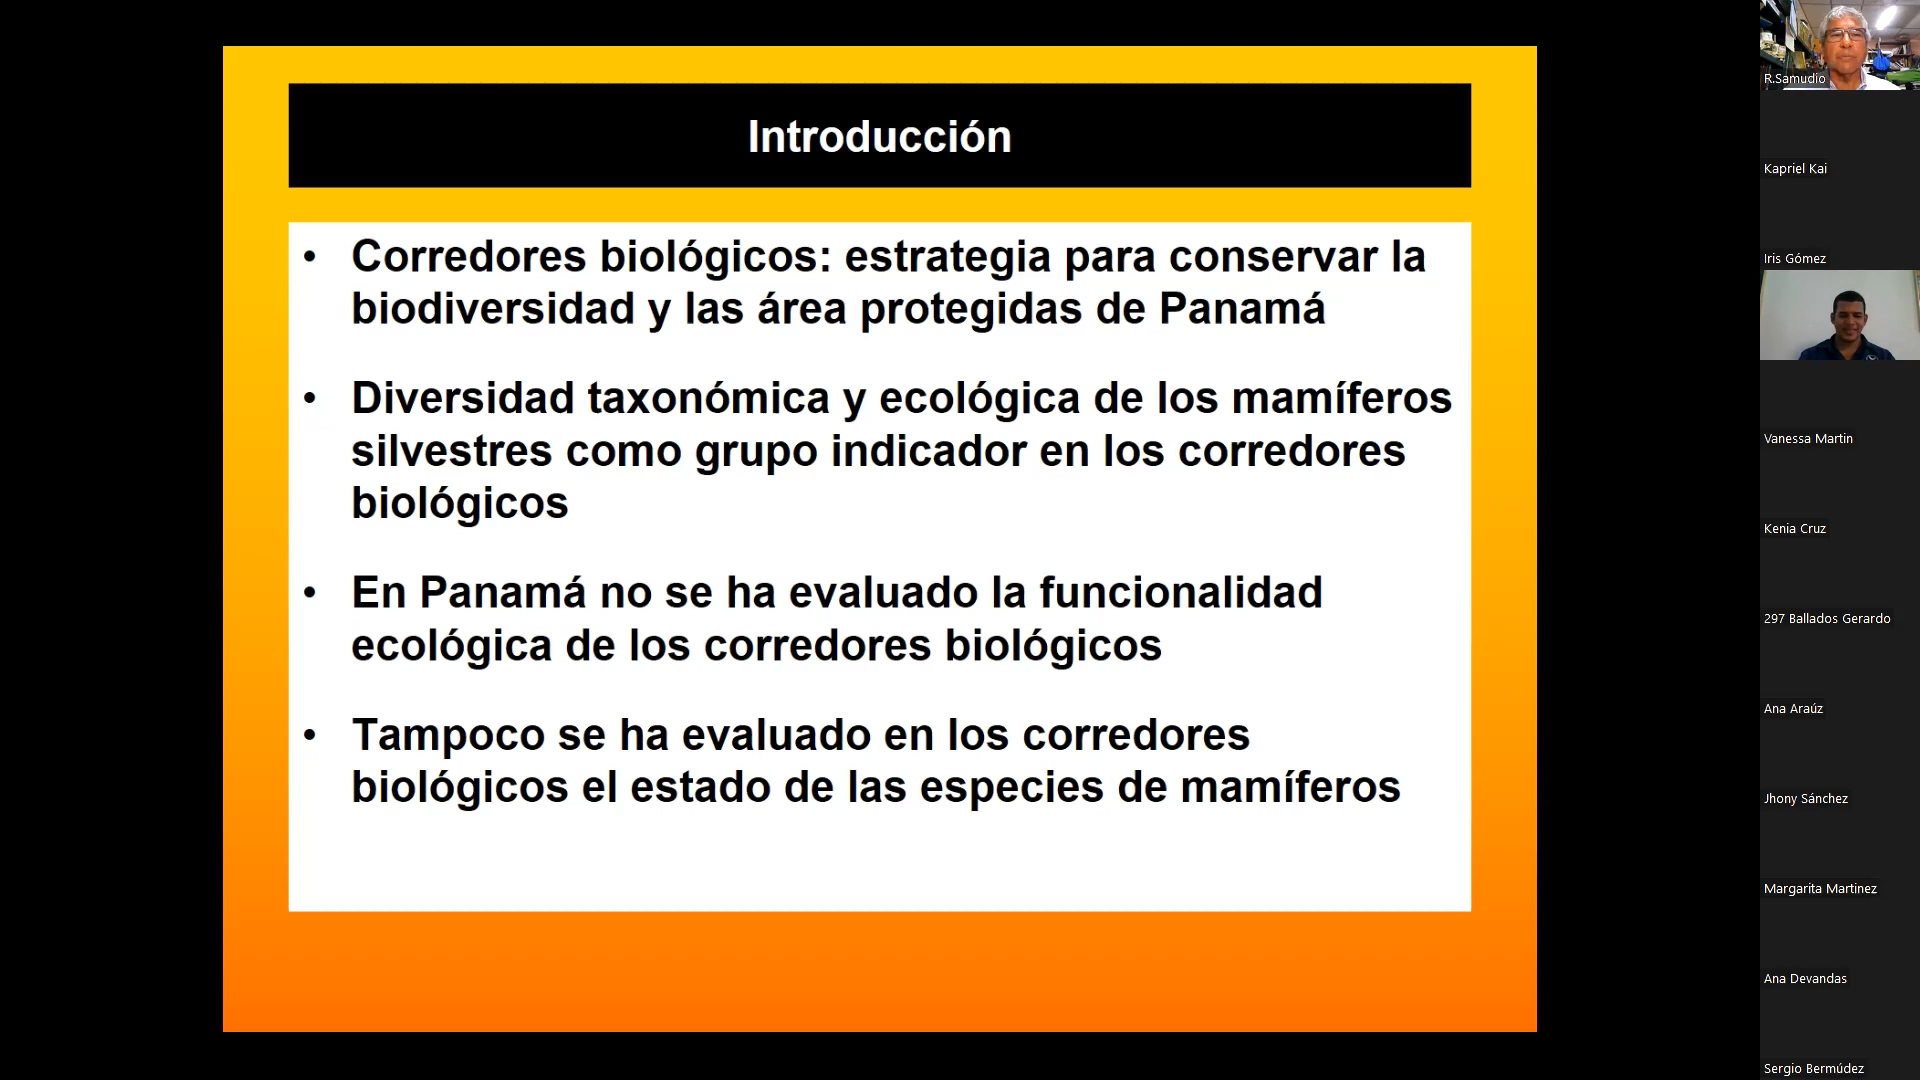 Introducción
• Corredores biológicos: estrategia para conservar la
biodiversidad y las área protegidas de Panamá
• Diversidad taxonómica y ecológica de los mamíferos
silvestres como grupo indicador en los corredores
biológicos
• En Panamá no se ha evaluado la funcionalidad
ecológica de los corredores biológicos
• Tampoco se ha evaluado en los corredores
biológicos el estado de las especies de mamíferos
R.Samudio
Kapriel Kai
Iris Gómez
Vanessa Martin
Kenia Cruz
297 Ballados Gerardo
Ana Araúz
Jhony Sánchez
Margarita Martinez
Ana Devandas
Sergio Bermúdez